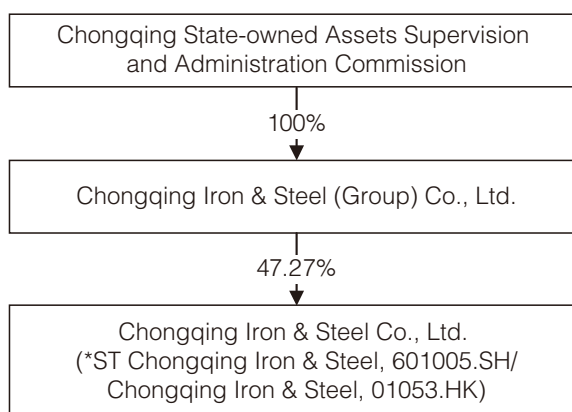 Chongqing State-owned Assets Supervision
and Administration Commission
100%
Chongqing Iron & Steel (Group) Co., Ltd.
47.27%
Chongqing Iron & Steel Co., Ltd.
(*ST Chongqing Iron & Steel, 601005.SH/
Chongqing Iron & Steel, 01053.HK)